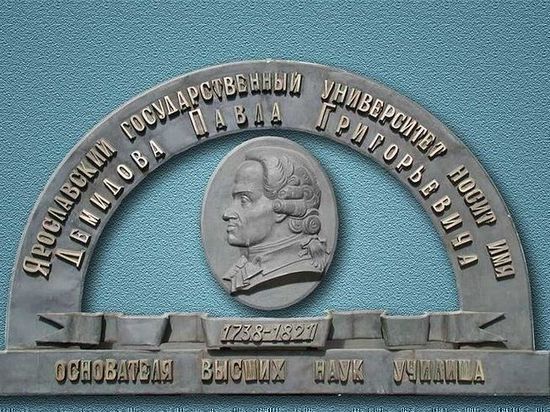 Ярославский государственный университет носит имя
Демидова Павла Григорьевича
1738-1821
основателя высших наук училища